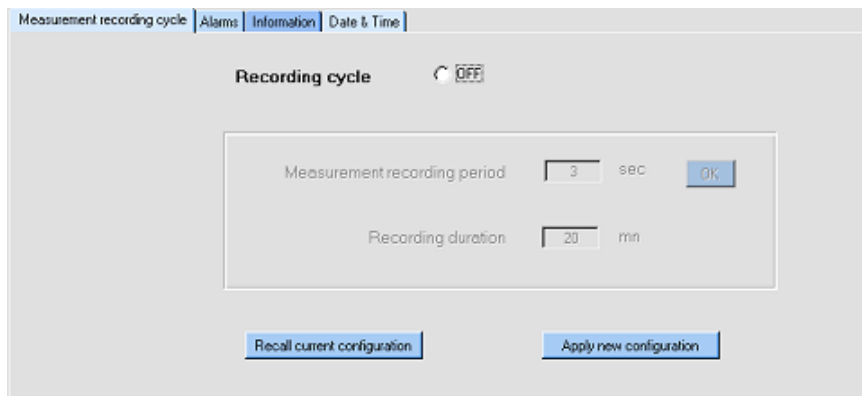 Measurement recording cycle Alarms Information Date & Time
Recording cycle OFF
Measurement recording period 3 sec OK
Recording duration 20 mn
Recall current configuration Apply new configuration